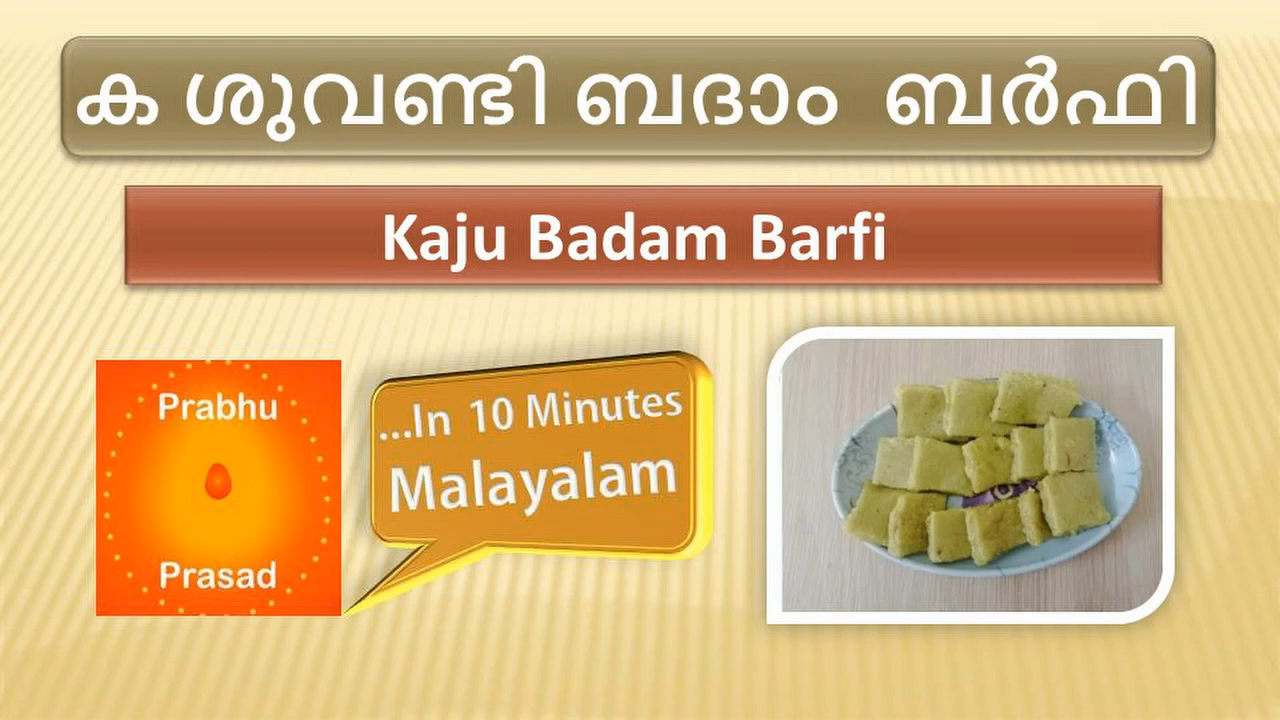 ക ശുവണ്ടി ബദാം ബർഫി
Kaju Badam Barfi
Prabhu
Prasad
...In 10 Minutes
Malayalam